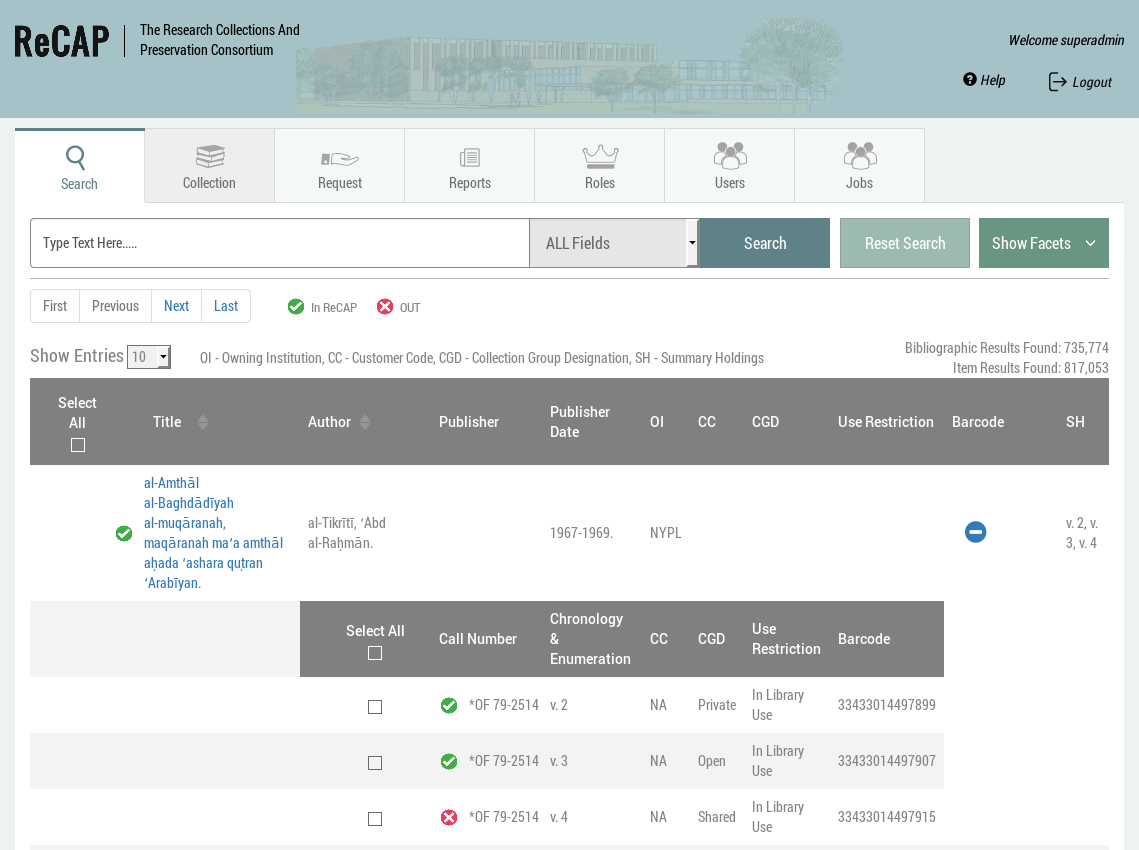 ReCAP
The Research Collections And
Preservation Consortium
Welcome superadmin
Help
Logout
Search
Collection
Request
Reports
Roles
Users
Jobs
Type Text Here.....
ALL Fields
Search
Reset Search
Show Facets
First
Previous
Next
Last
In ReCAP
OUT
Show Entries 10
OI - Owning Institution, CC - Customer Code, CGD - Collection Group Designation, SH - Summary Holdings
Bibliographic Results Found: 735,774
Item Results Found: 817,053
Select
All
Title
Author
Publisher
Publisher
Date
OI
CC
CGD
Use Restriction
Barcode
SH
al-Amthāl
al-Baghdādīyah
al-muqāranah,
maqāranah maʻa amthāl
aḥada ʻashara quṭran
ʻArabīyan.
al-Tikrītī, ʻAbd
al-Raḥmān.
1967-1969.
NYPL
v. 2, v.
3, v. 4
Select All
Call Number
Chronology
&
Enumeration
CC
CGD
Use
Restriction
Barcode
*OF 79-2514 v. 2 NA Private In Library
Use
33433014497899
*OF 79-2514 v. 3 NA Open In Library
Use
33433014497907
*OF 79-2514 v. 4 NA Shared In Library
Use
33433014497915